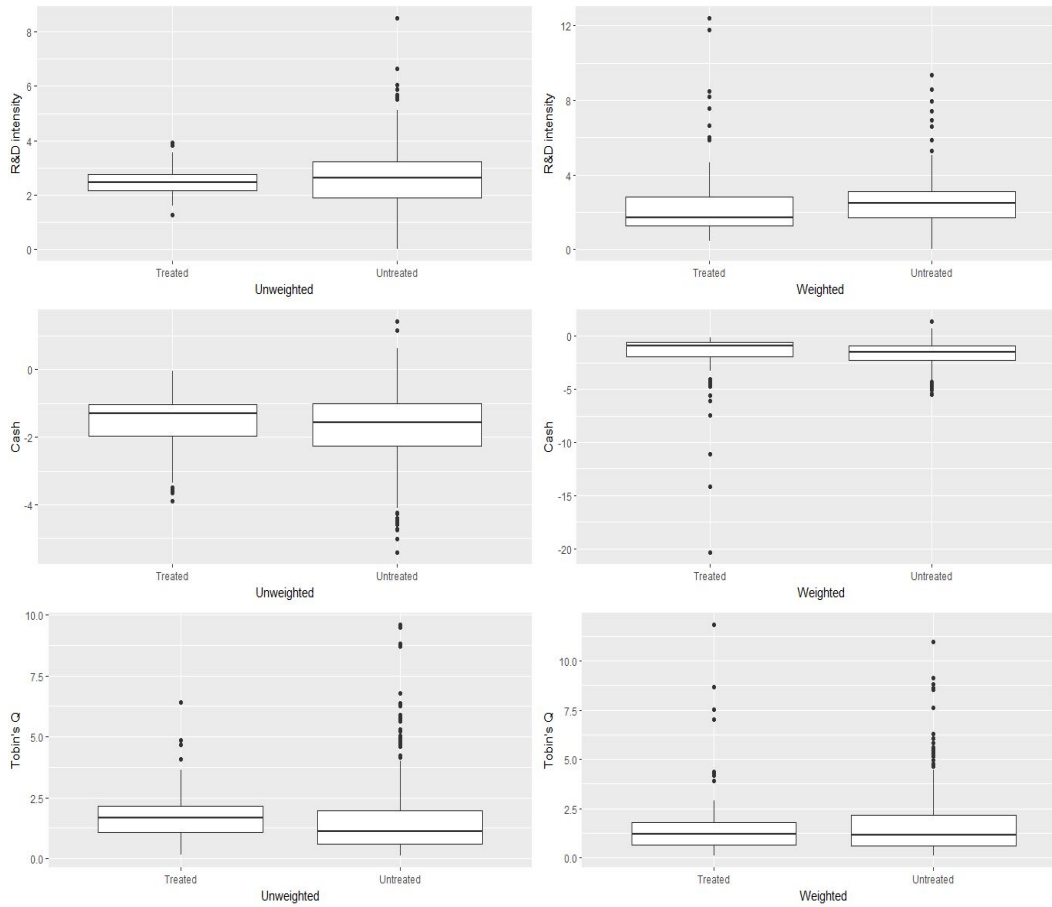 R&D intensity
8
6
4
2
0
Treated
Untreated
Unweighted
R&D intensity
12
8
4
0
Treated
Untreated
Weighted
Cash
0
-2
-4
Treated
Untreated
Unweighted
Cash
0
-5
-10
-15
-20
Treated
Untreated
Weighted
Tobin's Q
10.0
7.5
5.0
2.5
0.0
Treated
Untreated
Unweighted
Tobin's Q
10.0
7.5
5.0
2.5
0.0
Treated
Untreated
Weighted